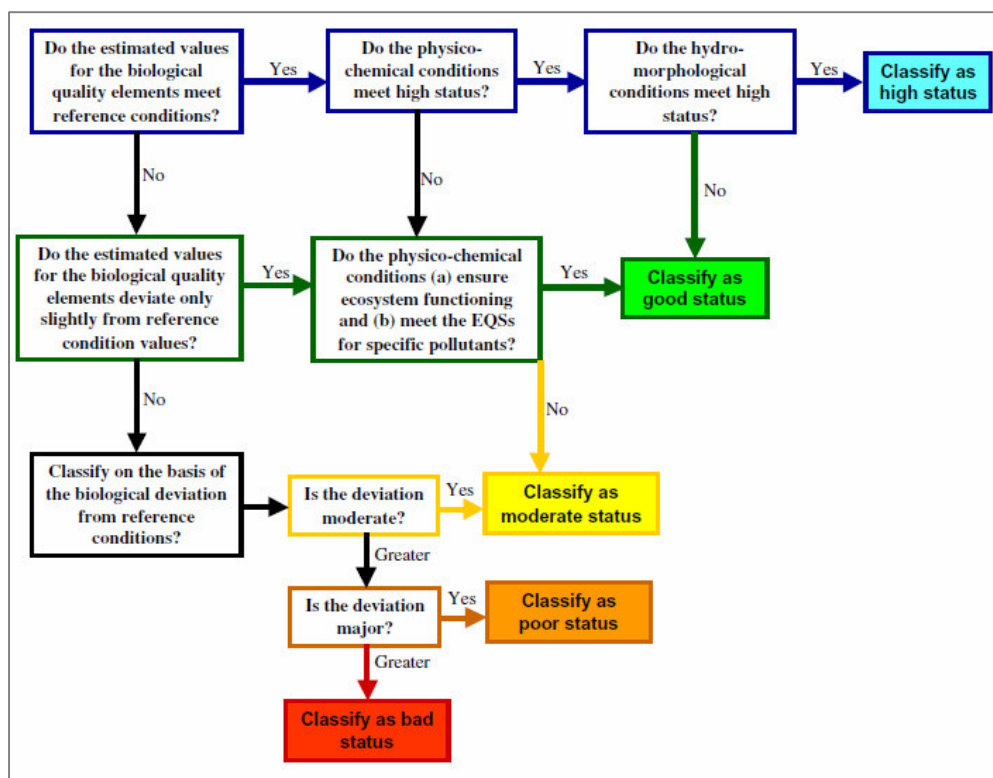 Do the estimated values
for the biological
quality elements meet
reference conditions?
Yes
Do the physico-
chemical conditions
meet high status?
Yes
Do the hydro-
morphological
conditions meet high
status?
Yes
Classify as
high status
No
No
No
Do the estimated values
for the biological quality
elements deviate only
slightly from reference
condition values?
Yes
Do the physico-chemical
conditions (a) ensure
ecosystem functioning
and (b) meet the EQSs
for specific pollutants?
Yes
Classify as
good status
No
No
Classify on the basis of
the biological deviation
from reference
conditions?
Is the deviation
moderate?
Yes
Classify as
moderate status
Greater
Is the deviation
major?
Yes
Classify as
poor status
Greater
Classify as bad
status